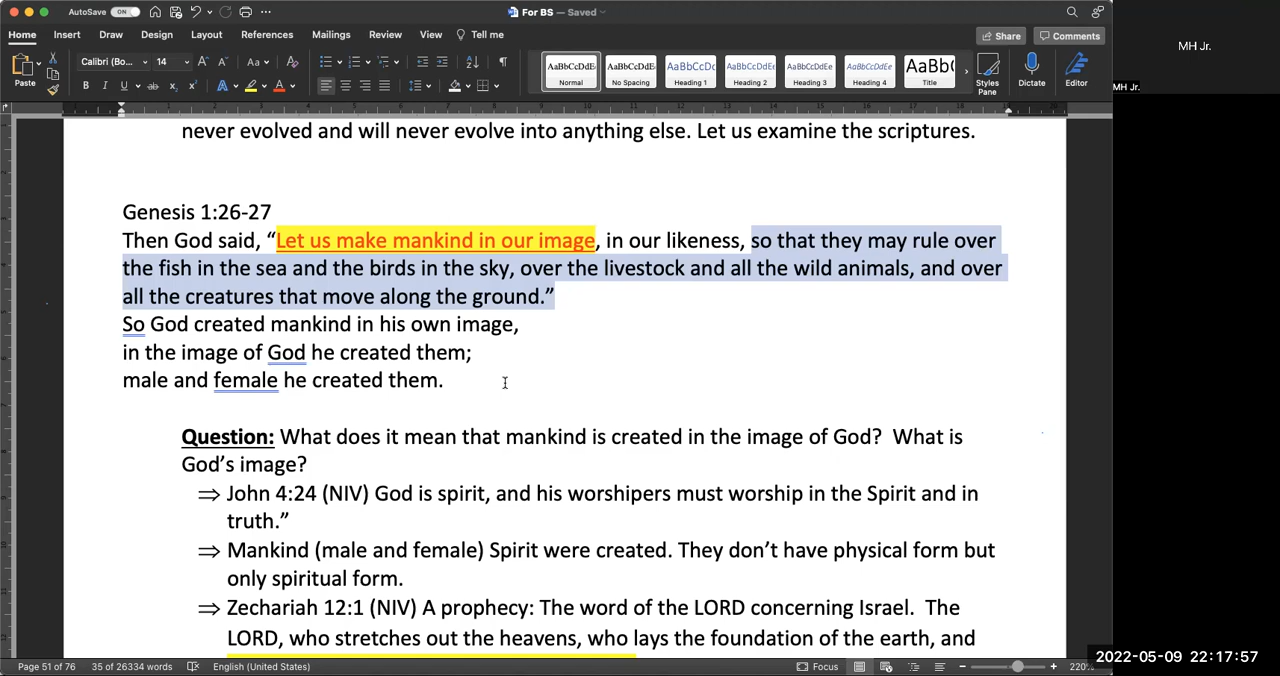 AutoSave ON
For BS — Saved
Home Insert Draw Design Layout References Mailings Review View Tell me
Share Comments
Paste
Calibri (Bo... 14
AaBbCcDdEe AaBbCcDdEe AaBbCcDc AaBbCcDdEe AaBbCcDdE AaBbCcDdEe AaBb(
Normal No Spacing Heading 1 Heading 2 Heading 3 Heading 4 Title
Styles Pane
Dictate
Editor
MH Jr.
MH Jr.
never evolved and will never evolve into anything else. Let us examine the scriptures.
Genesis 1:26-27
Then God said, “Let us make mankind in our image, in our likeness, so that they may rule over
the fish in the sea and the birds in the sky, over the livestock and all the wild animals, and over
all the creatures that move along the ground.”
So God created mankind in his own image,
in the image of God he created them;
male and female he created them.
Question: What does it mean that mankind is created in the image of God? What is
God’s image?
⇒ John 4:24 (NIV) God is spirit, and his worshipers must worship in the Spirit and in
truth.”
⇒ Mankind (male and female) Spirit were created. They don’t have physical form but
only spiritual form.
⇒ Zechariah 12:1 (NIV) A prophecy: The word of the LORD concerning Israel. The
LORD, who stretches out the heavens, who lays the foundation of the earth, and
Page 51 of 76 35 of 26334 words English (United States)
Focus
220%
2022-05-09 22:17:57